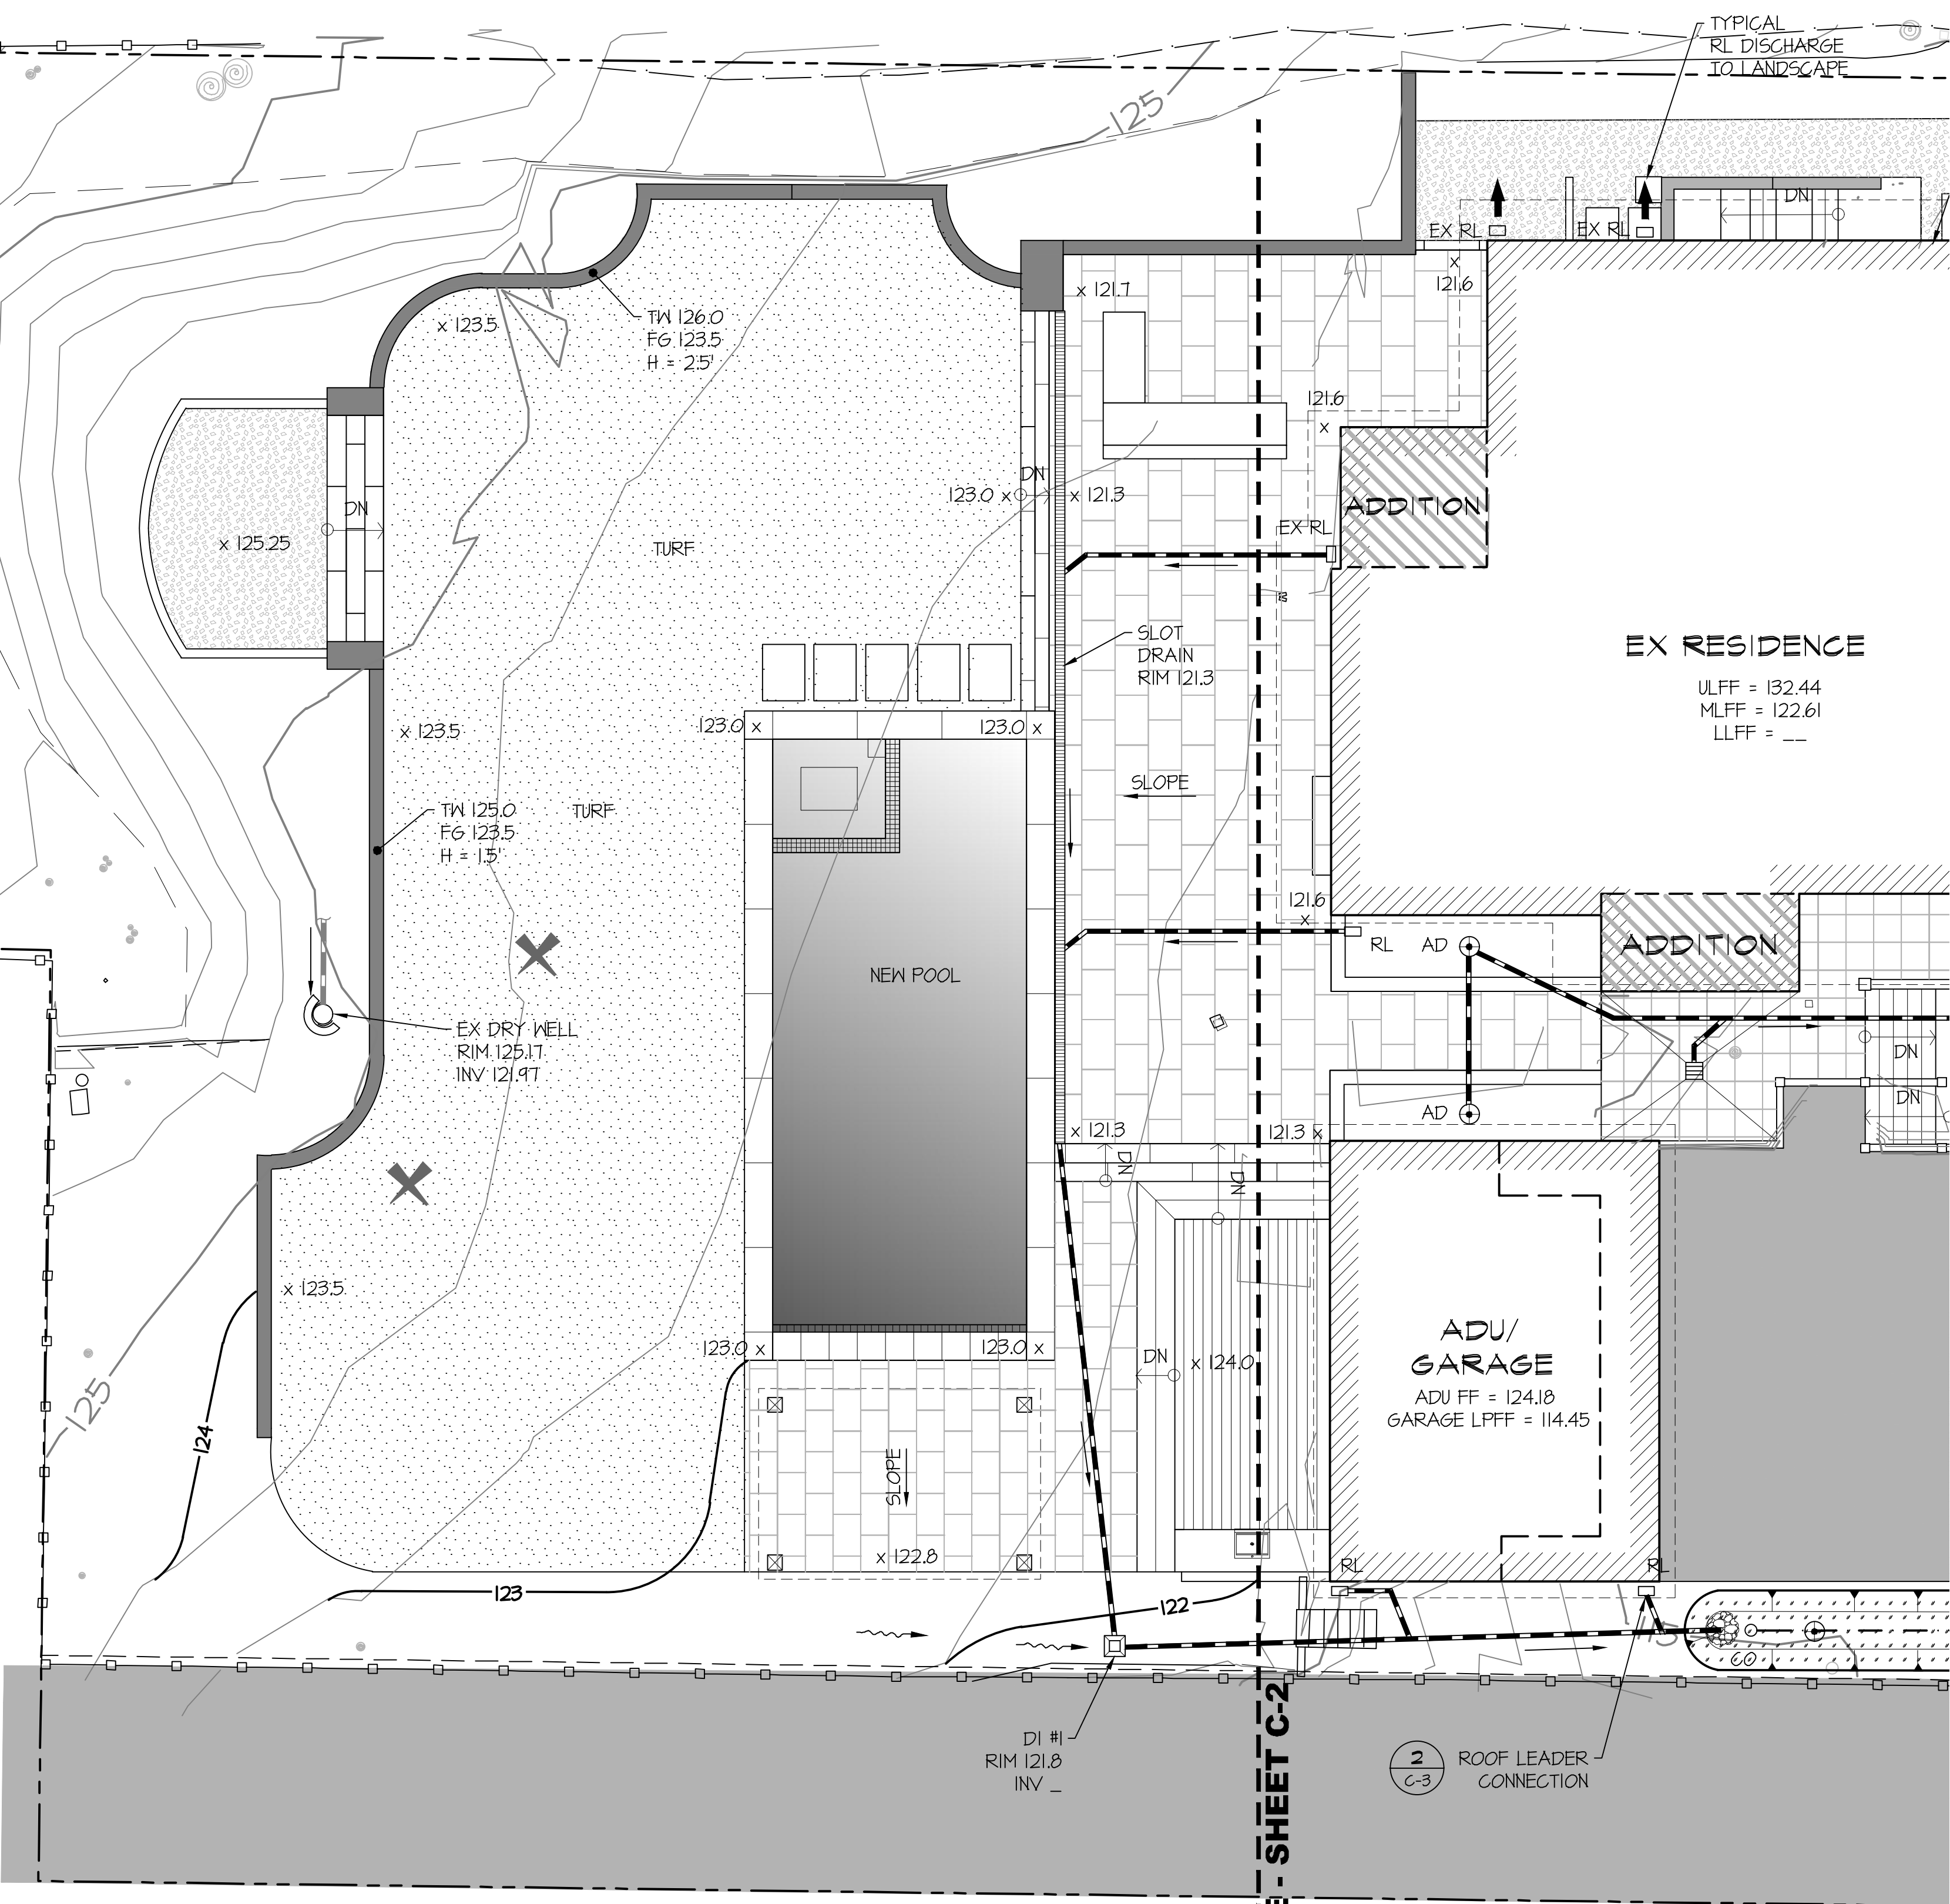 TYPICAL
RL DISCHARGE
TO LANDSCAPE
125
DN
EX RL
EX RL
x 121.7
x
121.6
x 123.5
TW 126.0
FG 123.5
H = 2.5'
121.6
x
DN
123.0 x
x 121.3
ADDITION
DN
EX RL
x 125.25
TURF
SLOT
DRAIN
RIM 121.3
EX RESIDENCE
ULFF = 132.44
MLFF = 122.61
LLFF = __
123.0 x
123.0 x
x 123.5
SLOPE
TW 125.0
FG 123.5
H = 1.5'
TURF
121.6
x
RL
AD
ADDITION
NEW POOL
EX DRY WELL
RIM 125.17
INV 121.97
DN
DN
AD
x 121.3
121.3 x
DN
DN
x 123.5
ADU/
GARAGE
ADU FF = 124.18
GARAGE LPFF = 114.45
123.0 x
123.0 x
DN
x 124.0
125
124
SLOPE
x 122.8
RL
RL
123
122
115
CO
DI #1
RIM 121.8
INV _
2
C-3
ROOF LEADER
CONNECTION
E - SHEET C-2